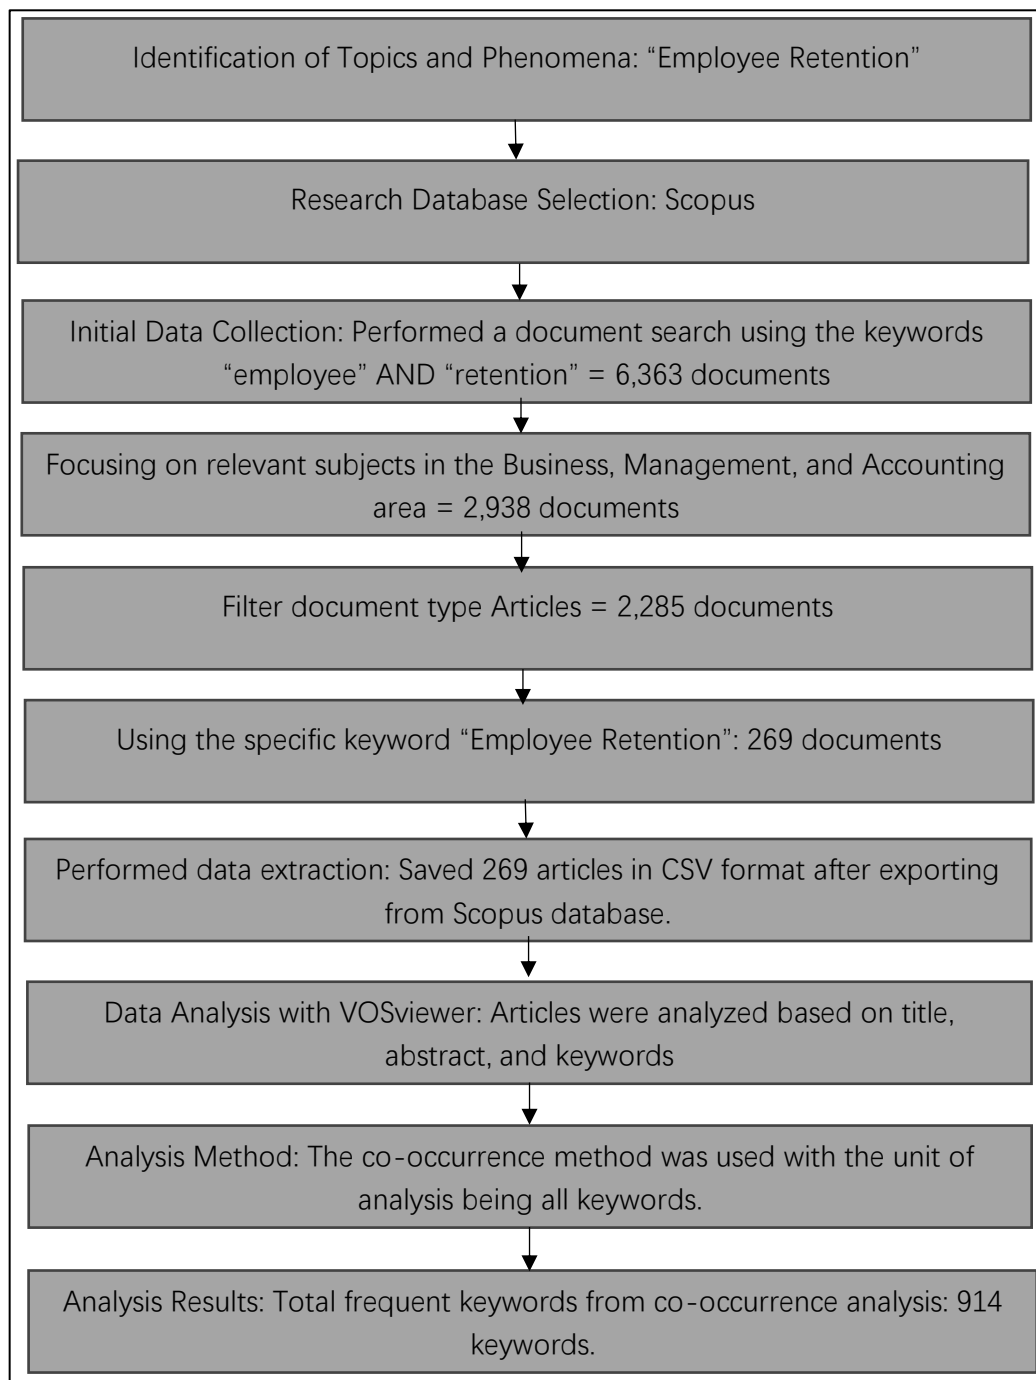 Identification of Topics and Phenomena: “Employee Retention”
Research Database Selection: Scopus
Initial Data Collection: Performed a document search using the keywords
“employee” AND “retention” = 6,363 documents
Focusing on relevant subjects in the Business, Management, and Accounting
area = 2,938 documents
Filter document type Articles = 2,285 documents
Using the specific keyword “Employee Retention”: 269 documents
Performed data extraction: Saved 269 articles in CSV format after exporting
from Scopus database.
Data Analysis with VOSviewer: Articles were analyzed based on title,
abstract, and keywords
Analysis Method: The co-occurrence method was used with the unit of
analysis being all keywords.
Analysis Results: Total frequent keywords from co-occurrence analysis: 914
keywords.